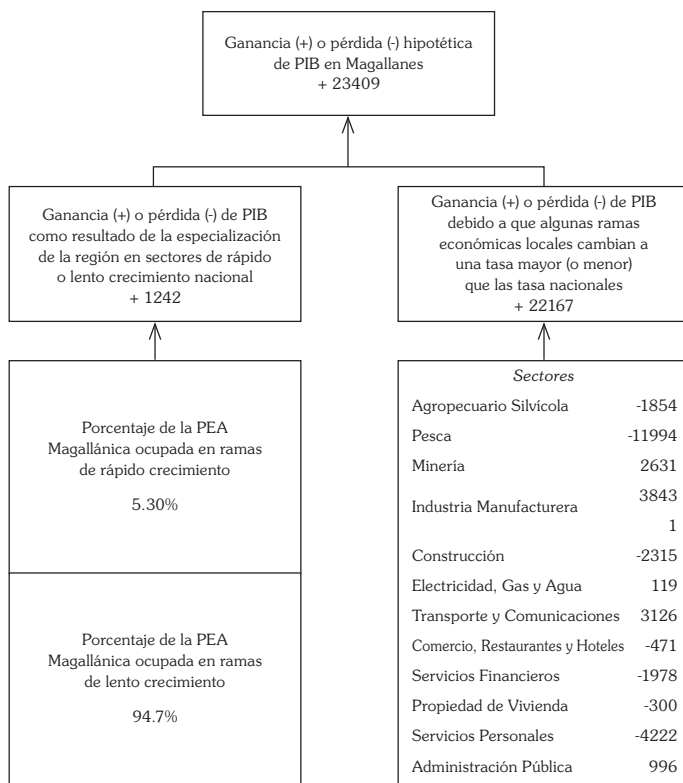 Ganancia (+) o pérdida (-) hipotética
de PIB en Magallanes
+ 23409
Ganancia (+) o pérdida (-) de PIB
como resultado de la especialización
de la región en sectores de rápido
o lento crecimiento nacional
+ 1242
Ganancia (+) o pérdida (-) de PIB
debido a que algunas ramas
económicas locales cambian a
una tasa mayor (o menor)
que las tasa nacionales
+ 22167
Porcentaje de la PEA
Magallánica ocupada en ramas
de rápido crecimiento
5.30%
Porcentaje de la PEA
Magallánica ocupada en ramas
de lento crecimiento
94.7%
Sectores
Agropecuario Silvícola -1854
Pesca -11994
Minería 2631
Industria Manufacturera 3843
1
Construcción -2315
Electricidad, Gas y Agua 119
Transporte y Comunicaciones 3126
Comercio, Restaurantes y Hoteles -471
Servicios Financieros -1978
Propiedad de Vivienda -300
Servicios Personales -4222
Administración Pública 996